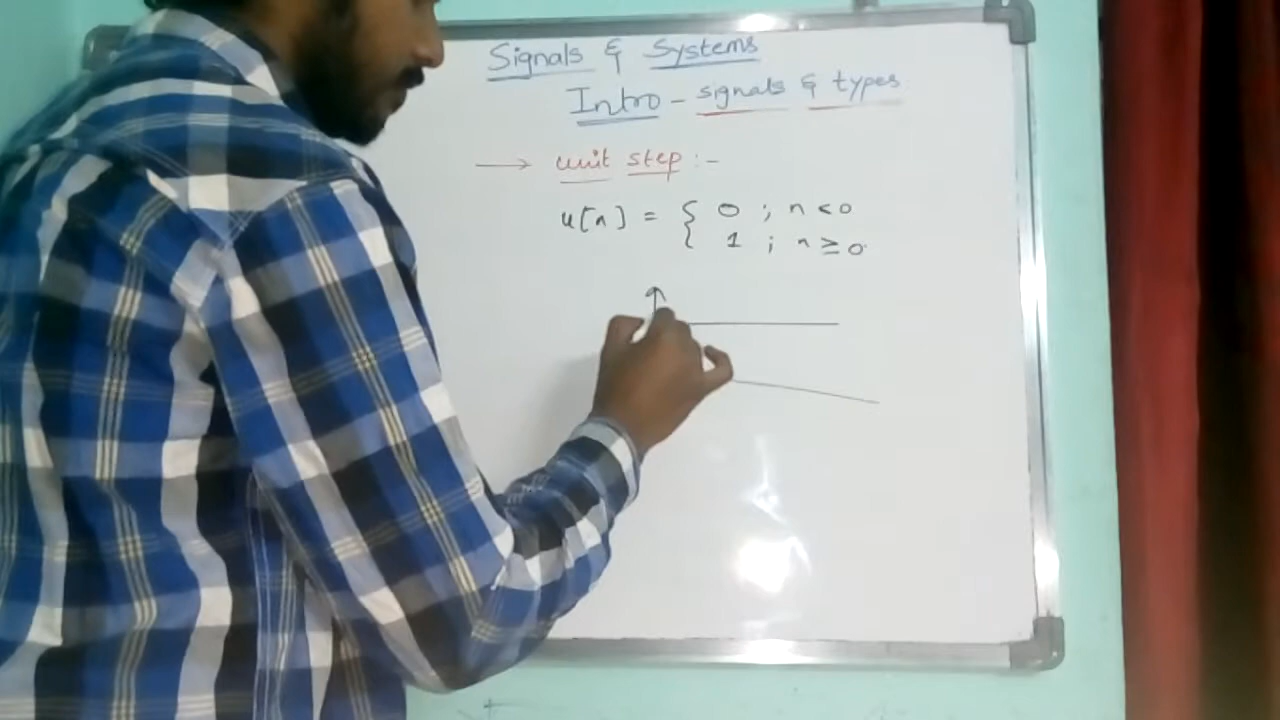 Signals & Systems
Intro - signals & types
→ unit step :-
u[n] = { 0 ; n < 0
1 ; n ≥ 0